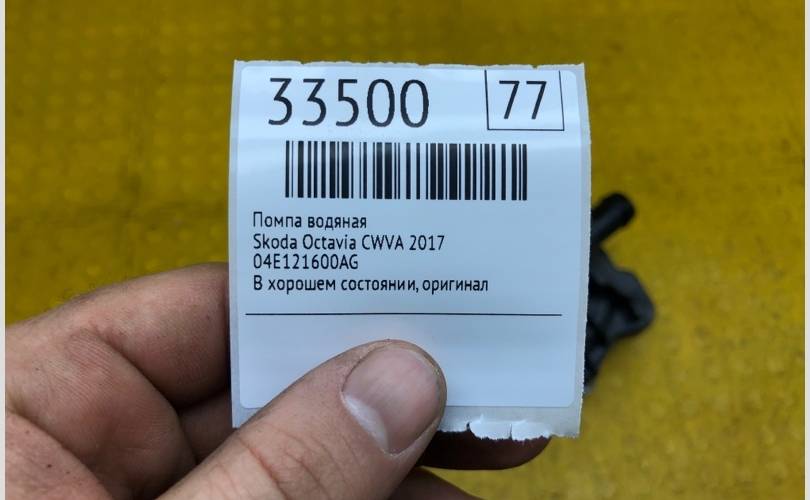 33500 77
Помпа водяная
Skoda Octavia CWVA 2017
04E121600AG
В хорошем состоянии, оригинал